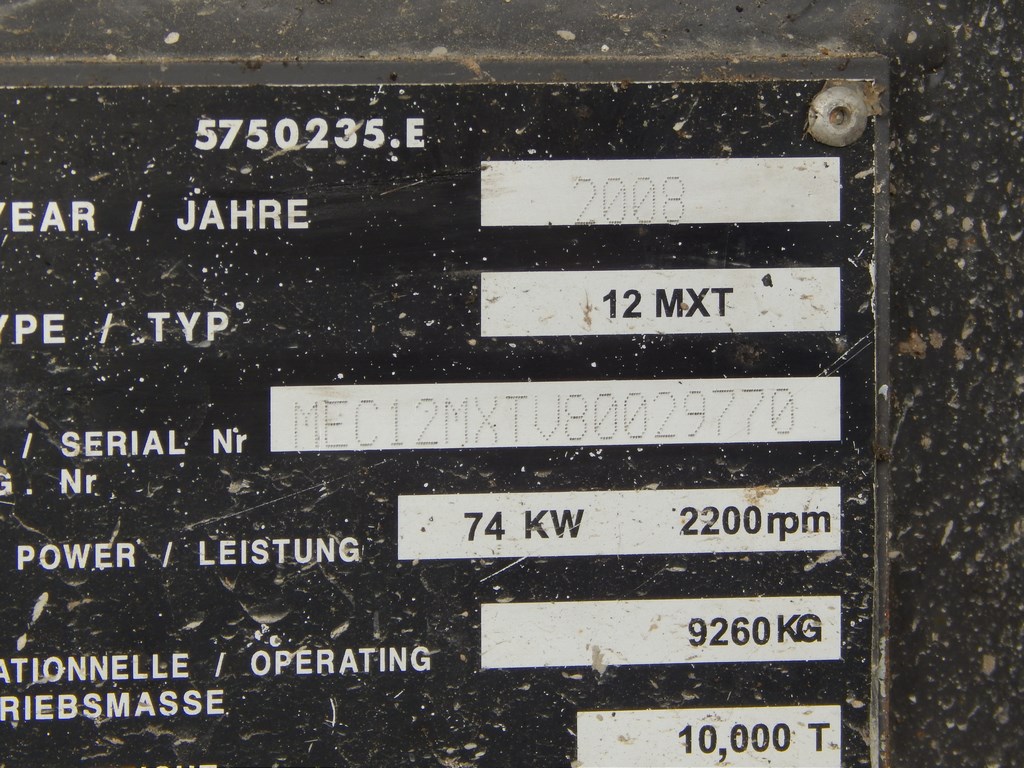 5750235.E
YEAR / JAHRE 2008
YPE / TYP 12 MXT
/ SERIAL Nr MEC12MXTV80029770
G. Nr
POWER / LEISTUNG 74 KW 2200rpm
9260KG
ATIONNELLE / OPERATING
RIEBSMASSE
10,000 T